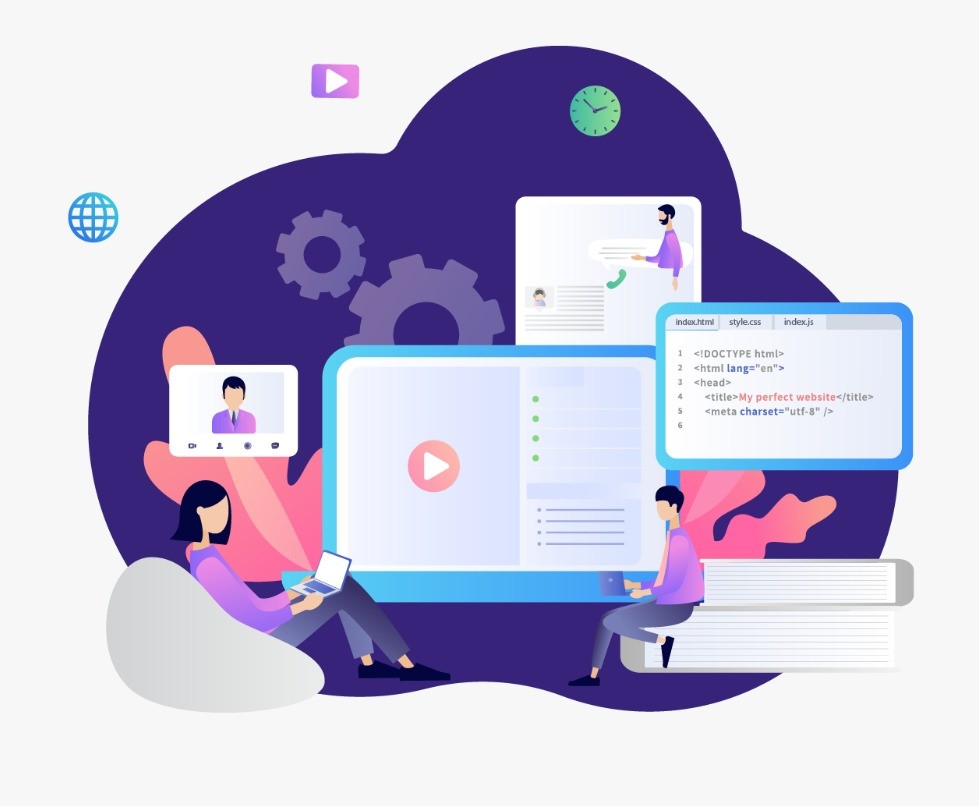 index.html style.css index.js
1 <!DOCTYPE html>
2 <html lang="en">
3 <head>
4 <title>My perfect website</title>
5 <meta charset="utf-8" />
6